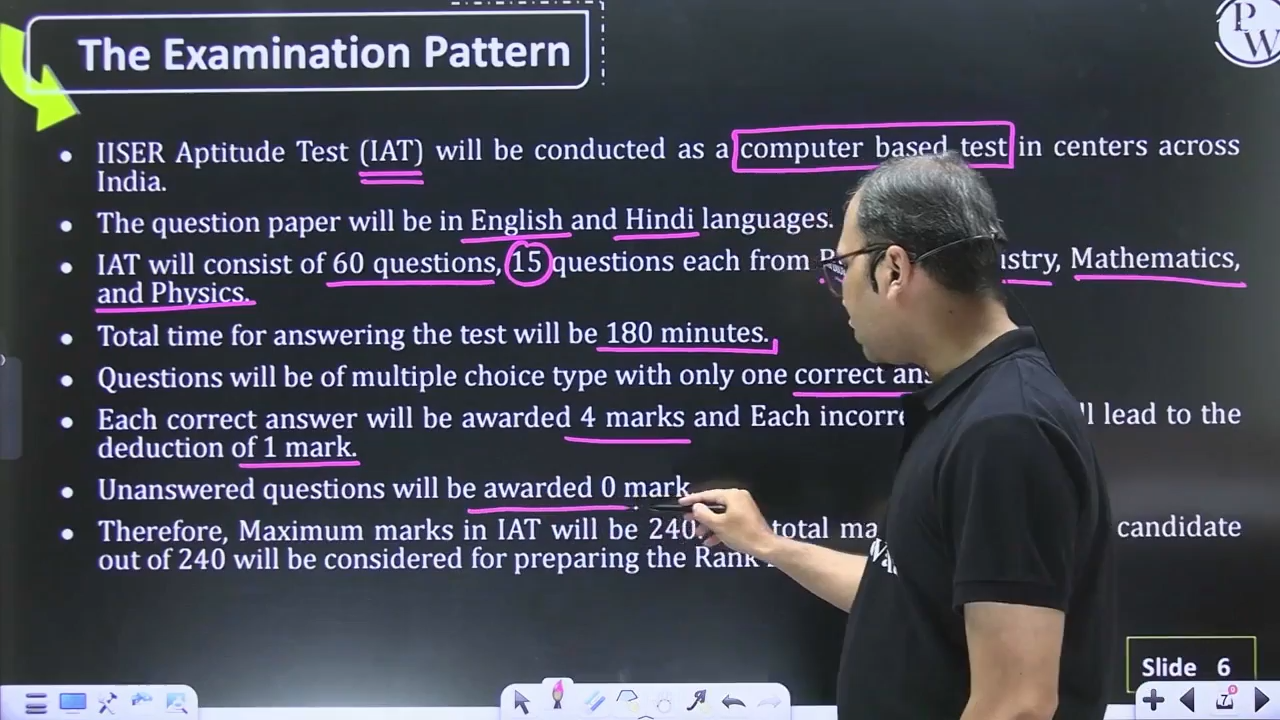 The Examination Pattern
PW
• IISER Aptitude Test (IAT) will be conducted as a computer based test in centers across
India.
• The question paper will be in English and Hindi languages.
• IAT will consist of 60 questions, 15 questions each from istry, Mathematics,
and Physics.
• Total time for answering the test will be 180 minutes.
• Questions will be of multiple choice type with only one correct
• Each correct answer will be awarded 4 marks and Each lead to the
deduction of 1 mark.
• Unanswered questions will be awarded 0 mark
• Therefore, Maximum marks in IAT will be 240. total candidate
out of 240 will be considered for preparing the Rank
Slide 6
7